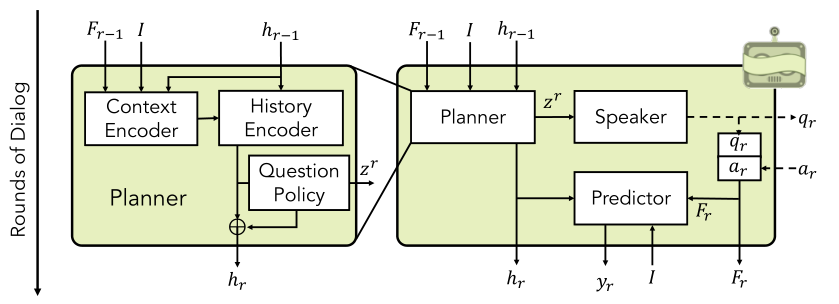 Rounds of Dialog
F_{r-1} I h_{r-1}
Context Encoder
History Encoder
Question Policy
z^r
Planner
h_r
F_{r-1} I h_{r-1}
Planner
z^r
Speaker
q_r
q_r
a_r
a_r
Predictor
F_r
h_r y_r I F_r